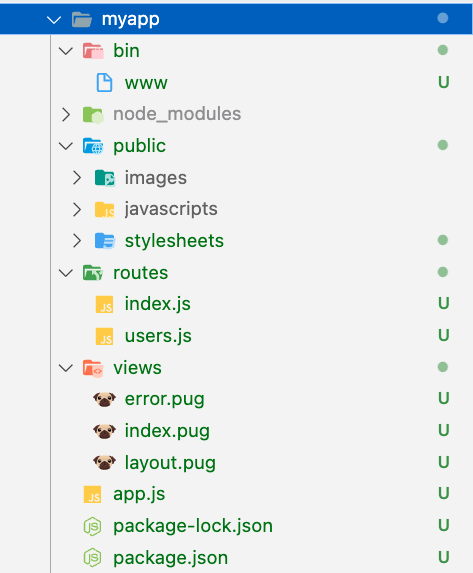 myapp
bin
www U
node_modules
public
images
javascripts
stylesheets
routes
index.js U
users.js U
views
error.pug U
index.pug U
layout.pug U
JS app.js U
package-lock.json U
package.json U